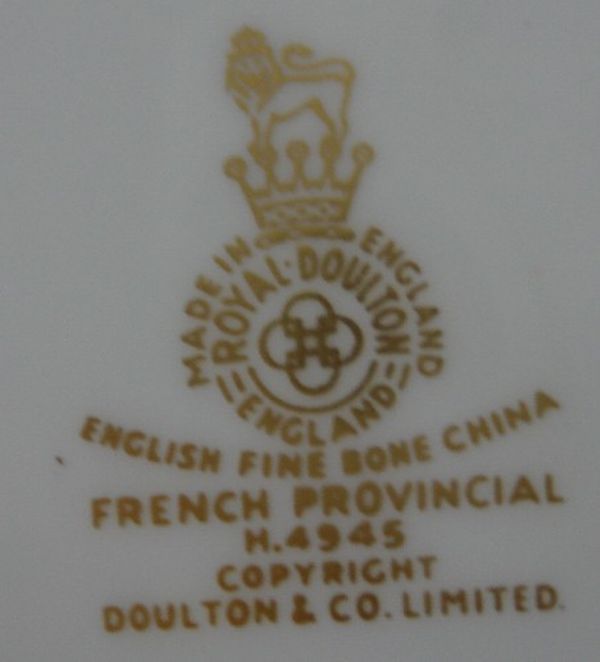 MADE IN ENGLAND
ROYAL·DOULTON
ENGLAND
ENGLISH FINE BONE CHINA
FRENCH PROVINCIAL
H.4945
COPYRIGHT
DOULTON & CO. LIMITED.